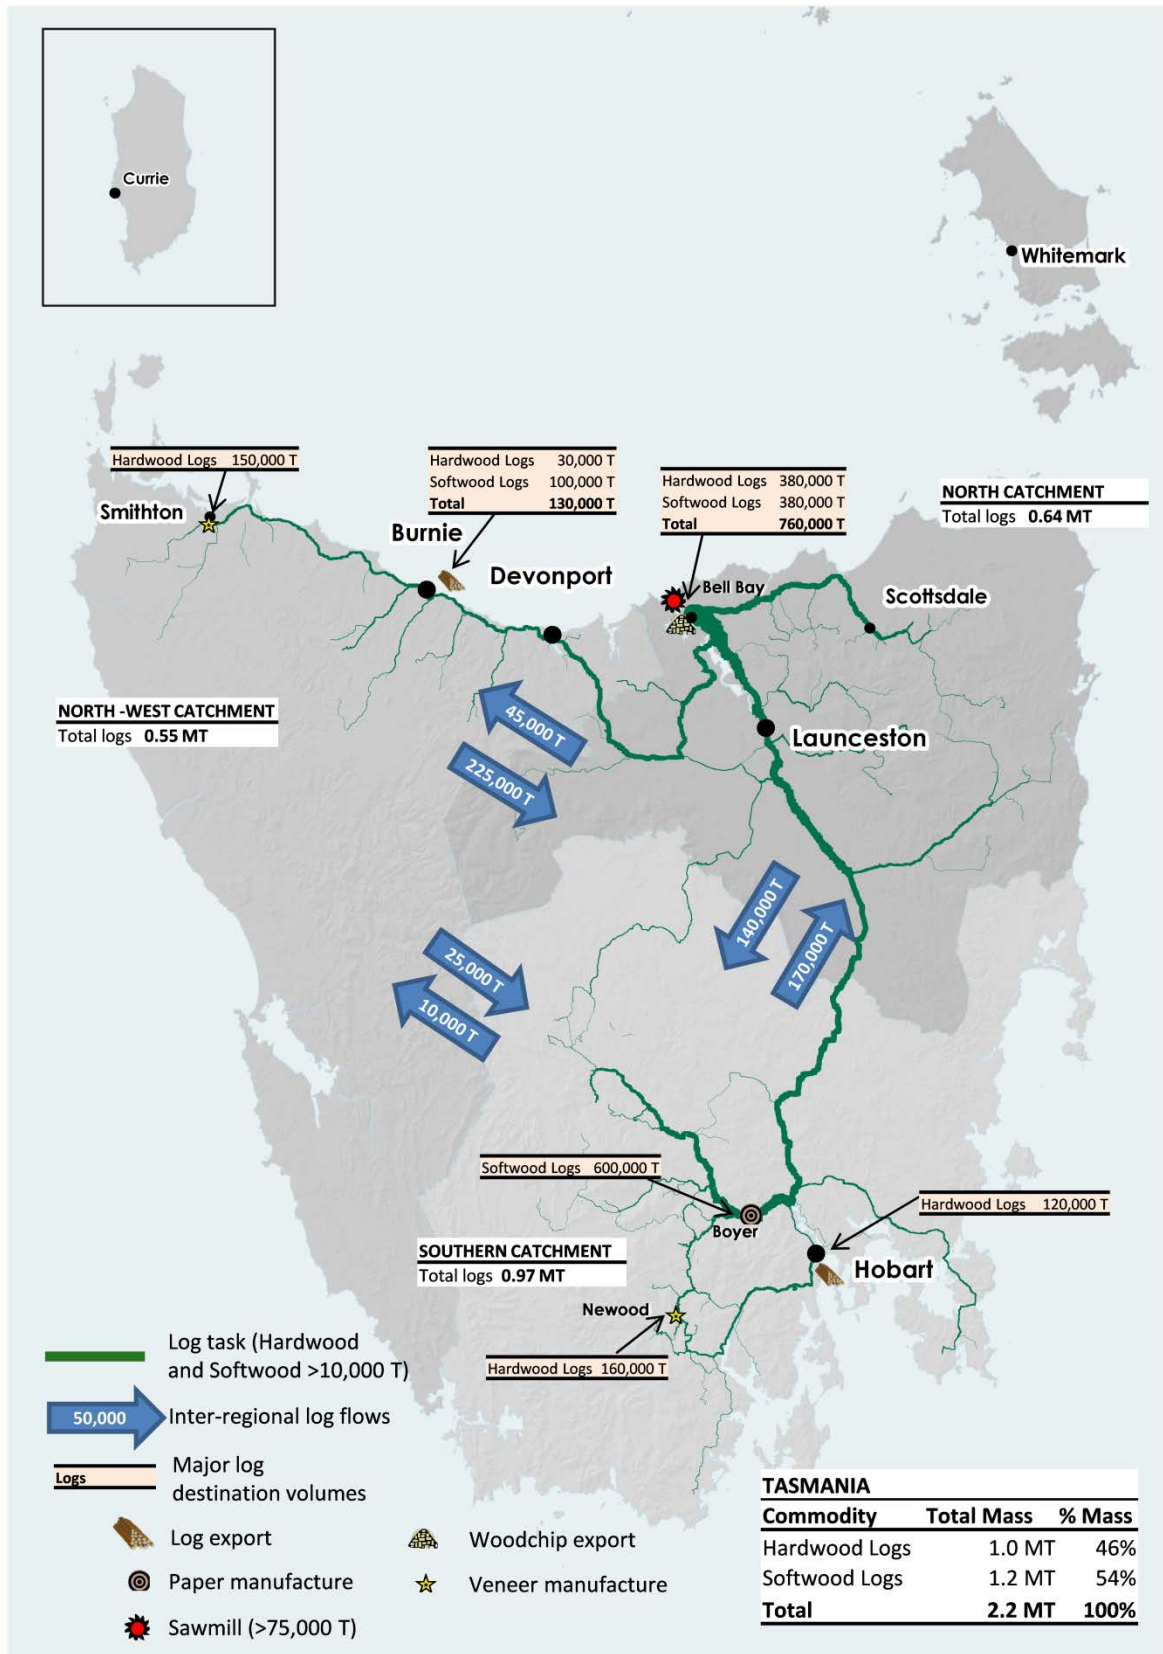 Currie
Whitemark
Hardwood Logs 150,000 T
Hardwood Logs 30,000 T
Softwood Logs 100,000 T
Total 130,000 T
Hardwood Logs 380,000 T
Softwood Logs 380,000 T
Total 760,000 T
NORTH CATCHMENT
Total logs 0.64 MT
Smithton
Burnie
Devonport
Bell Bay
Scottsdale
NORTH -WEST CATCHMENT
Total logs 0.55 MT
45,000 T
225,000 T
Launceston
140,000 T
170,000 T
25,000 T
10,000 T
Softwood Logs 600,000 T
Boyer
Hardwood Logs 120,000 T
SOUTHERN CATCHMENT
Total logs 0.97 MT
Hobart
Newood
Hardwood Logs 160,000 T
Log task (Hardwood
and Softwood >10,000 T)
50,000
Inter-regional log flows
Logs
Major log
destination volumes
Log export
Woodchip export
Paper manufacture
Veneer manufacture
Sawmill (>75,000 T)
TASMANIA
Commodity Total Mass % Mass
Hardwood Logs 1.0 MT 46%
Softwood Logs 1.2 MT 54%
Total 2.2 MT 100%